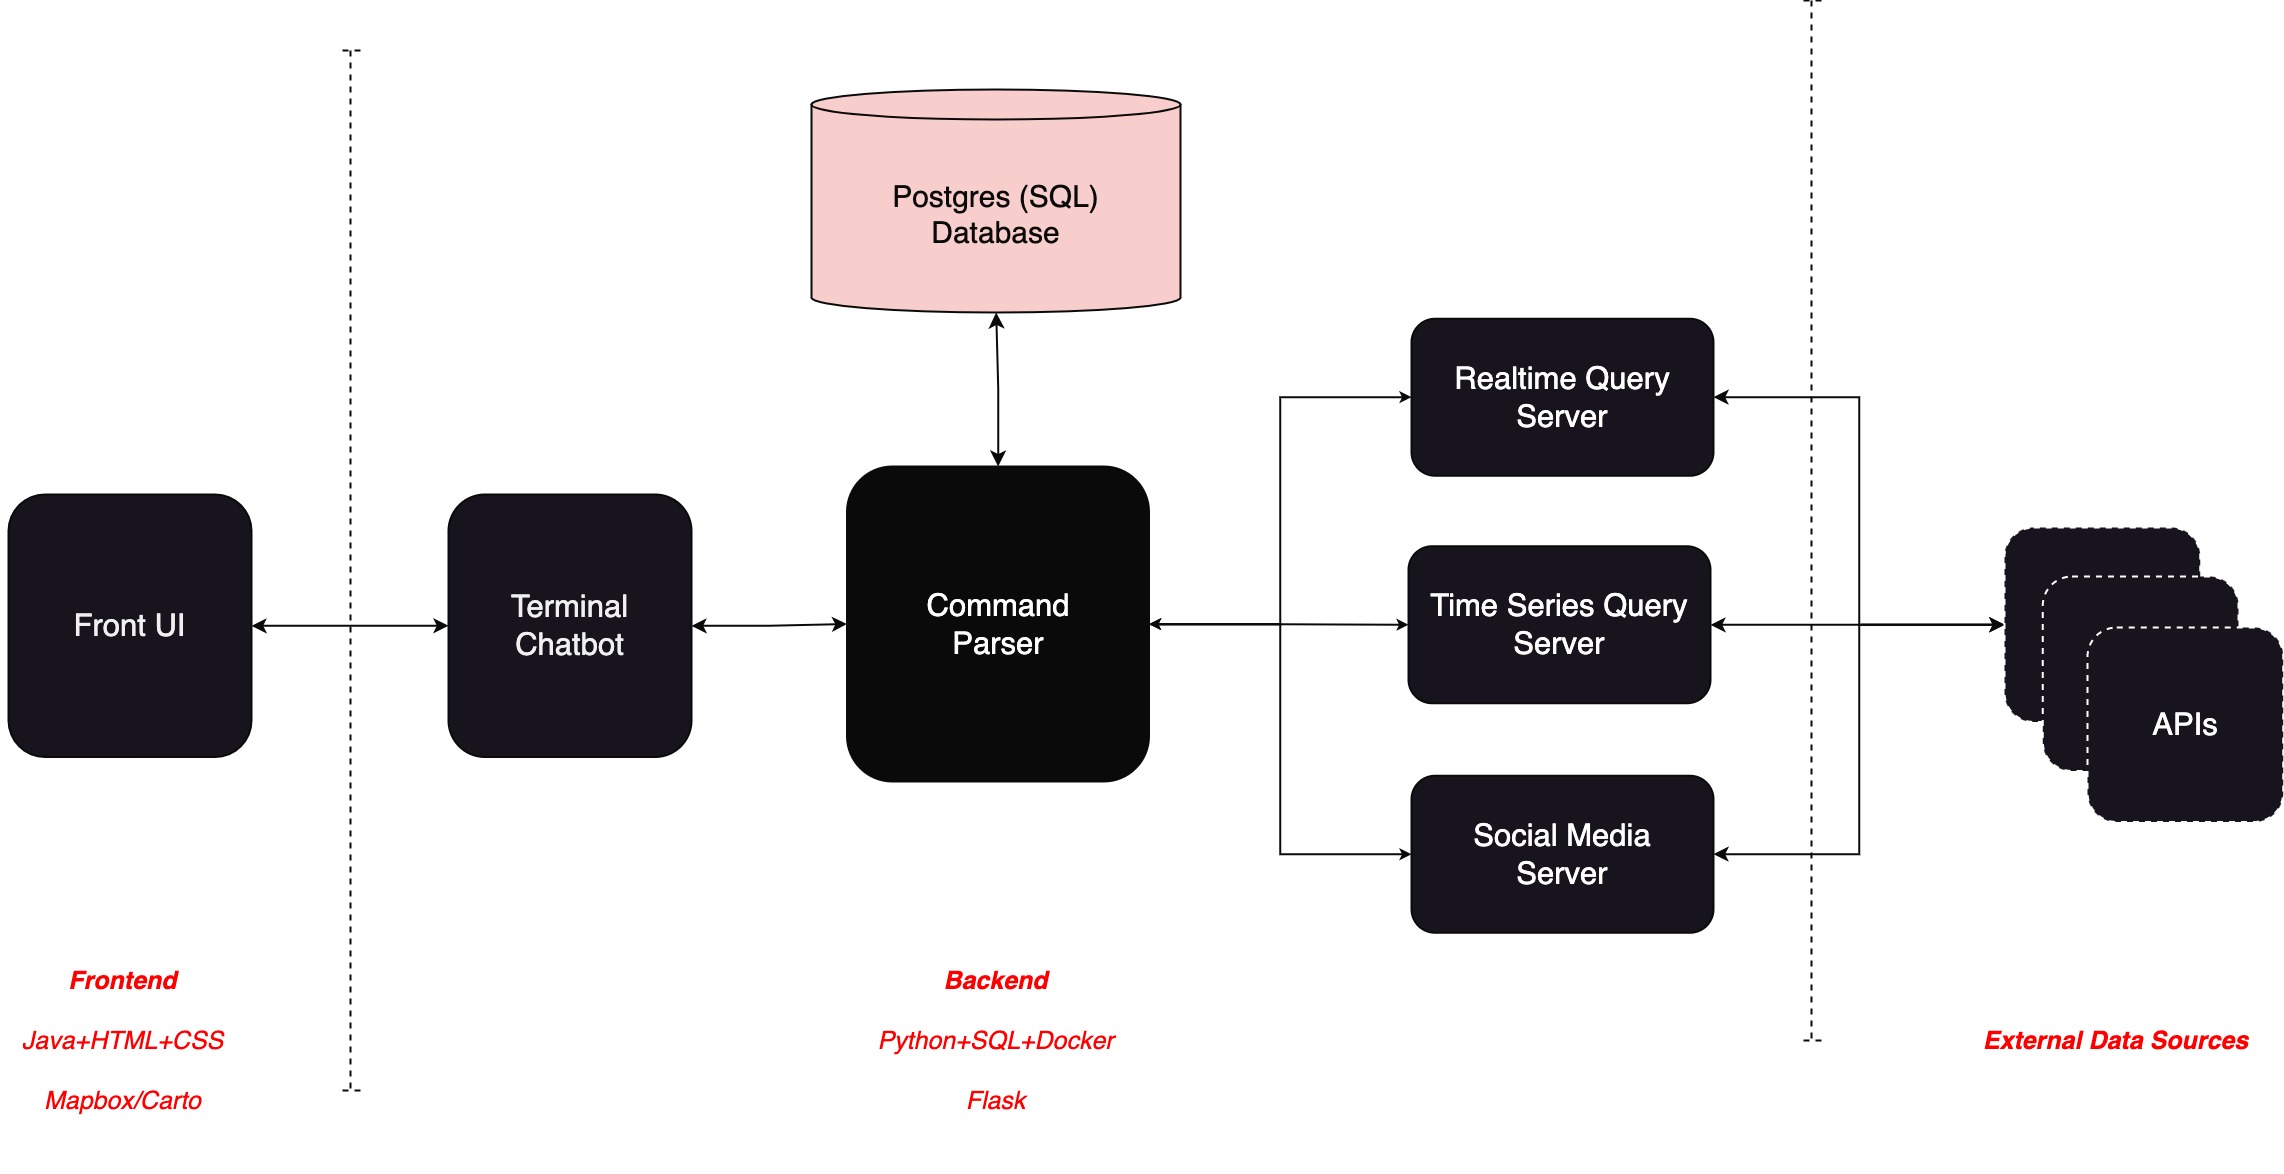 Postgres (SQL)
Database
Realtime Query
Server
Front UI
Terminal
Chatbot
Command
Parser
Time Series Query
Server
APIs
Social Media
Server
Frontend
Java+HTML+CSS
Mapbox/Carto
Backend
Python+SQL+Docker
Flask
External Data Sources